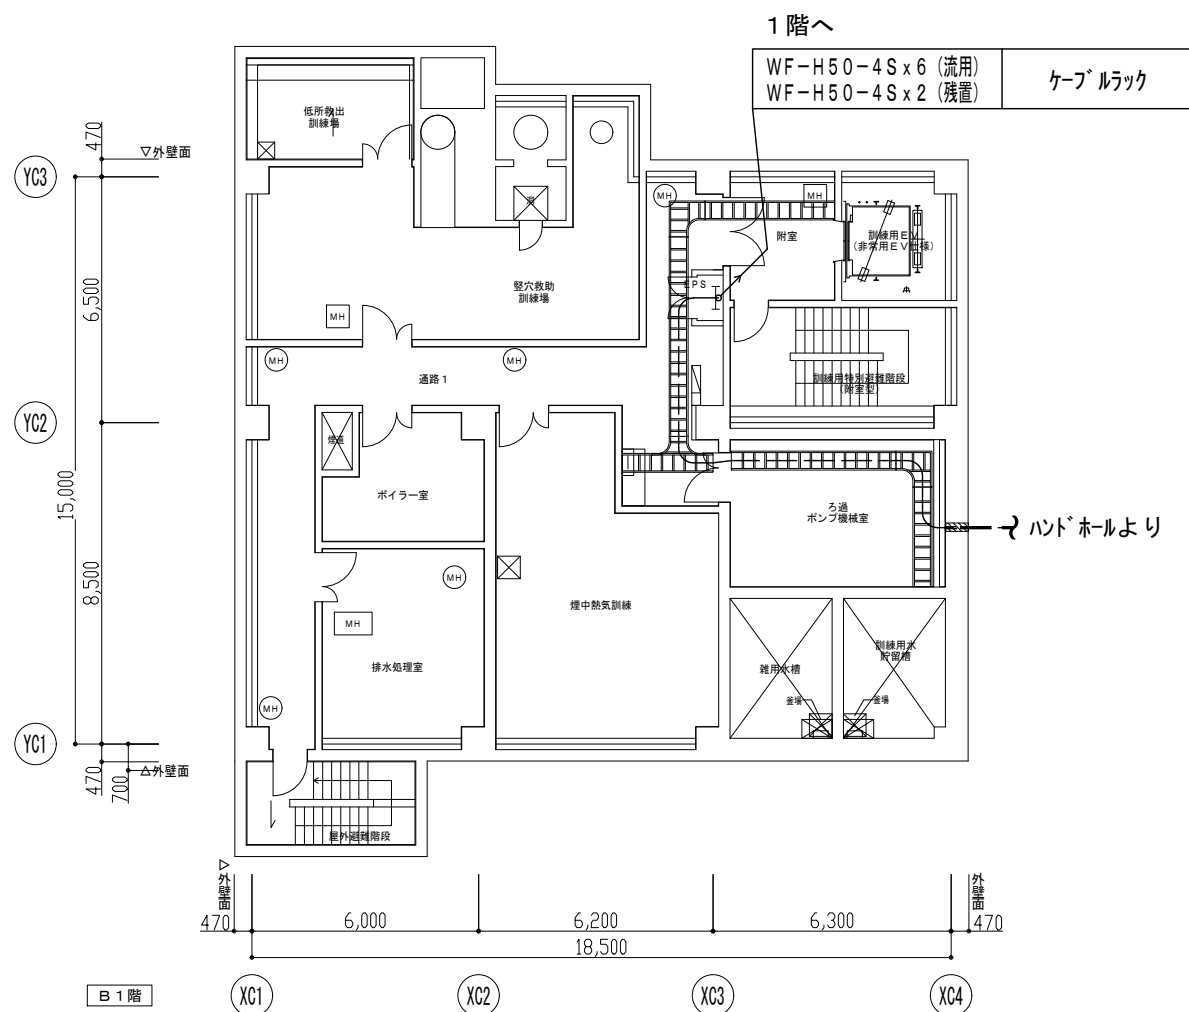 1階へ
WF-H50-4Sx6 (流用)
WF-H50-4Sx2 (残置)
ケーブルラック
低所救出
訓練場
470
▽外壁面
YC3
MH
MH
附室
訓練用EV
(非常用EV仕様)
EPS
竪穴救助
訓練場
6,500
MH
MH
MH
通路1
訓練用特別避難階段
(附室型)
YC2
煙道
ボイラー室
15,000
ろ過
ポンプ機械室
ハンドホールより
8,500
MH
煙中熱気訓練
MH
排水処理室
雑用水槽
訓練用水
貯留槽
釜場
釜場
MH
YC1
470
700
△外壁面
屋外避難階段
▽外壁面
外壁面
470
6,000
6,200
6,300
470
18,500
B1階
XC1
XC2
XC3
XC4